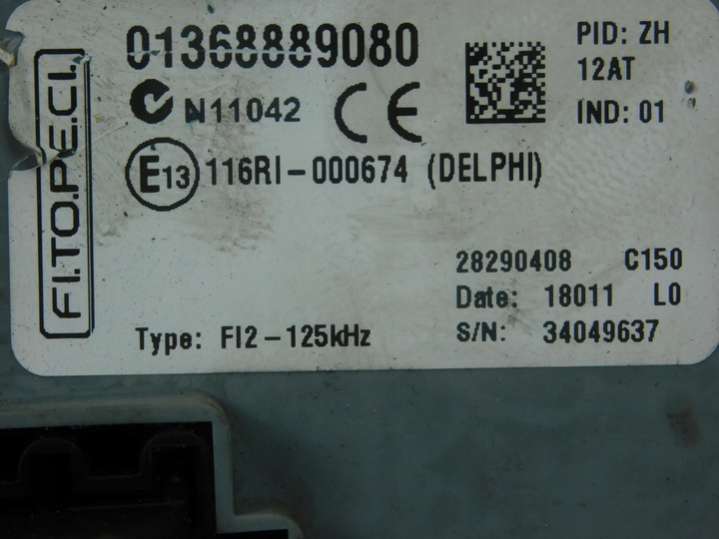 01368889080
PID: ZH
12AT
IND: 01
N11042 CE
E13 116RI-000674 (DELPHI)
FI.TO.PE.CI.
28290408 C150
Date: 18011 L0
Type: FI2-125kHz
S/N: 34049637